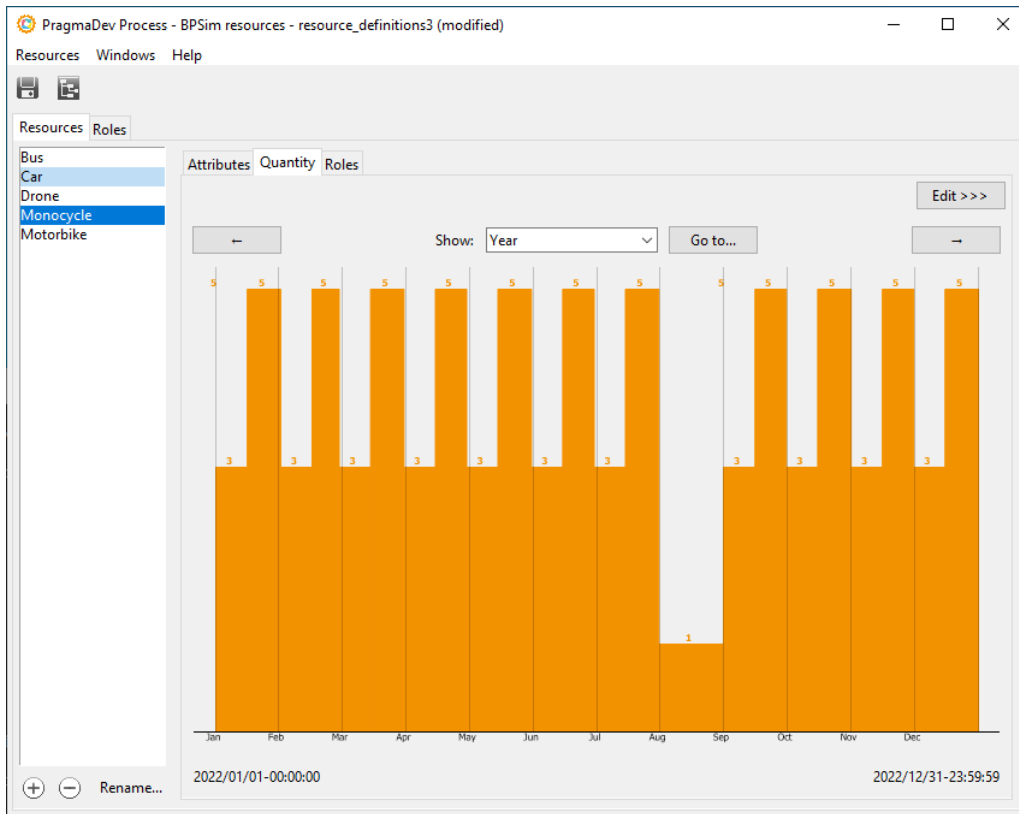 PragmaDev Process - BPSim resources - resource_definitions3 (modified)
Resources Windows Help
Resources Roles
Bus
Car
Drone
Monocycle
Motorbike
Attributes Quantity Roles
Edit >>>
← Show: Year Go to... →
5 5 5 5 5 5 5 5 5 5 5 5 5
3 3 3 3 3 3 3 3 3 3 3
1
Jan Feb Mar Apr May Jun Jul Aug Sep Oct Nov Dec
2022/01/01-00:00:00 2022/12/31-23:59:59
Rename...